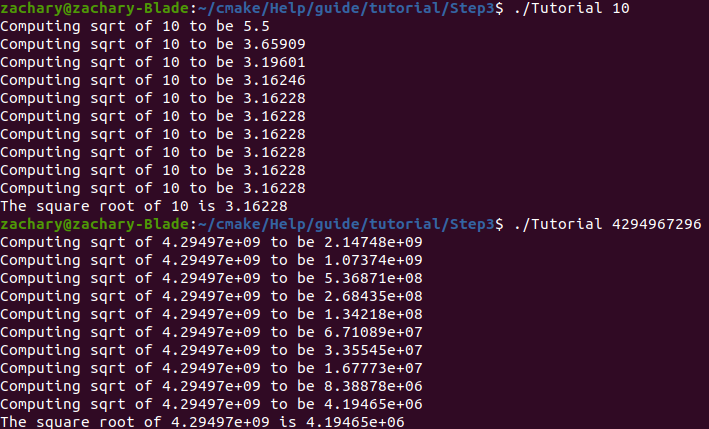 zachary@zachary-Blade:~/cmake/Help/guide/tutorial/Step3$ ./Tutorial 10
Computing sqrt of 10 to be 5.5
Computing sqrt of 10 to be 3.65909
Computing sqrt of 10 to be 3.19601
Computing sqrt of 10 to be 3.16246
Computing sqrt of 10 to be 3.16228
Computing sqrt of 10 to be 3.16228
Computing sqrt of 10 to be 3.16228
Computing sqrt of 10 to be 3.16228
Computing sqrt of 10 to be 3.16228
Computing sqrt of 10 to be 3.16228
The square root of 10 is 3.16228
zachary@zachary-Blade:~/cmake/Help/guide/tutorial/Step3$ ./Tutorial 4294967296
Computing sqrt of 4.29497e+09 to be 2.14748e+09
Computing sqrt of 4.29497e+09 to be 1.07374e+09
Computing sqrt of 4.29497e+09 to be 5.36871e+08
Computing sqrt of 4.29497e+09 to be 2.68435e+08
Computing sqrt of 4.29497e+09 to be 1.34218e+08
Computing sqrt of 4.29497e+09 to be 6.71089e+07
Computing sqrt of 4.29497e+09 to be 3.35545e+07
Computing sqrt of 4.29497e+09 to be 1.67773e+07
Computing sqrt of 4.29497e+09 to be 8.38878e+06
Computing sqrt of 4.29497e+09 to be 4.19465e+06
The square root of 4.29497e+09 is 4.19465e+06